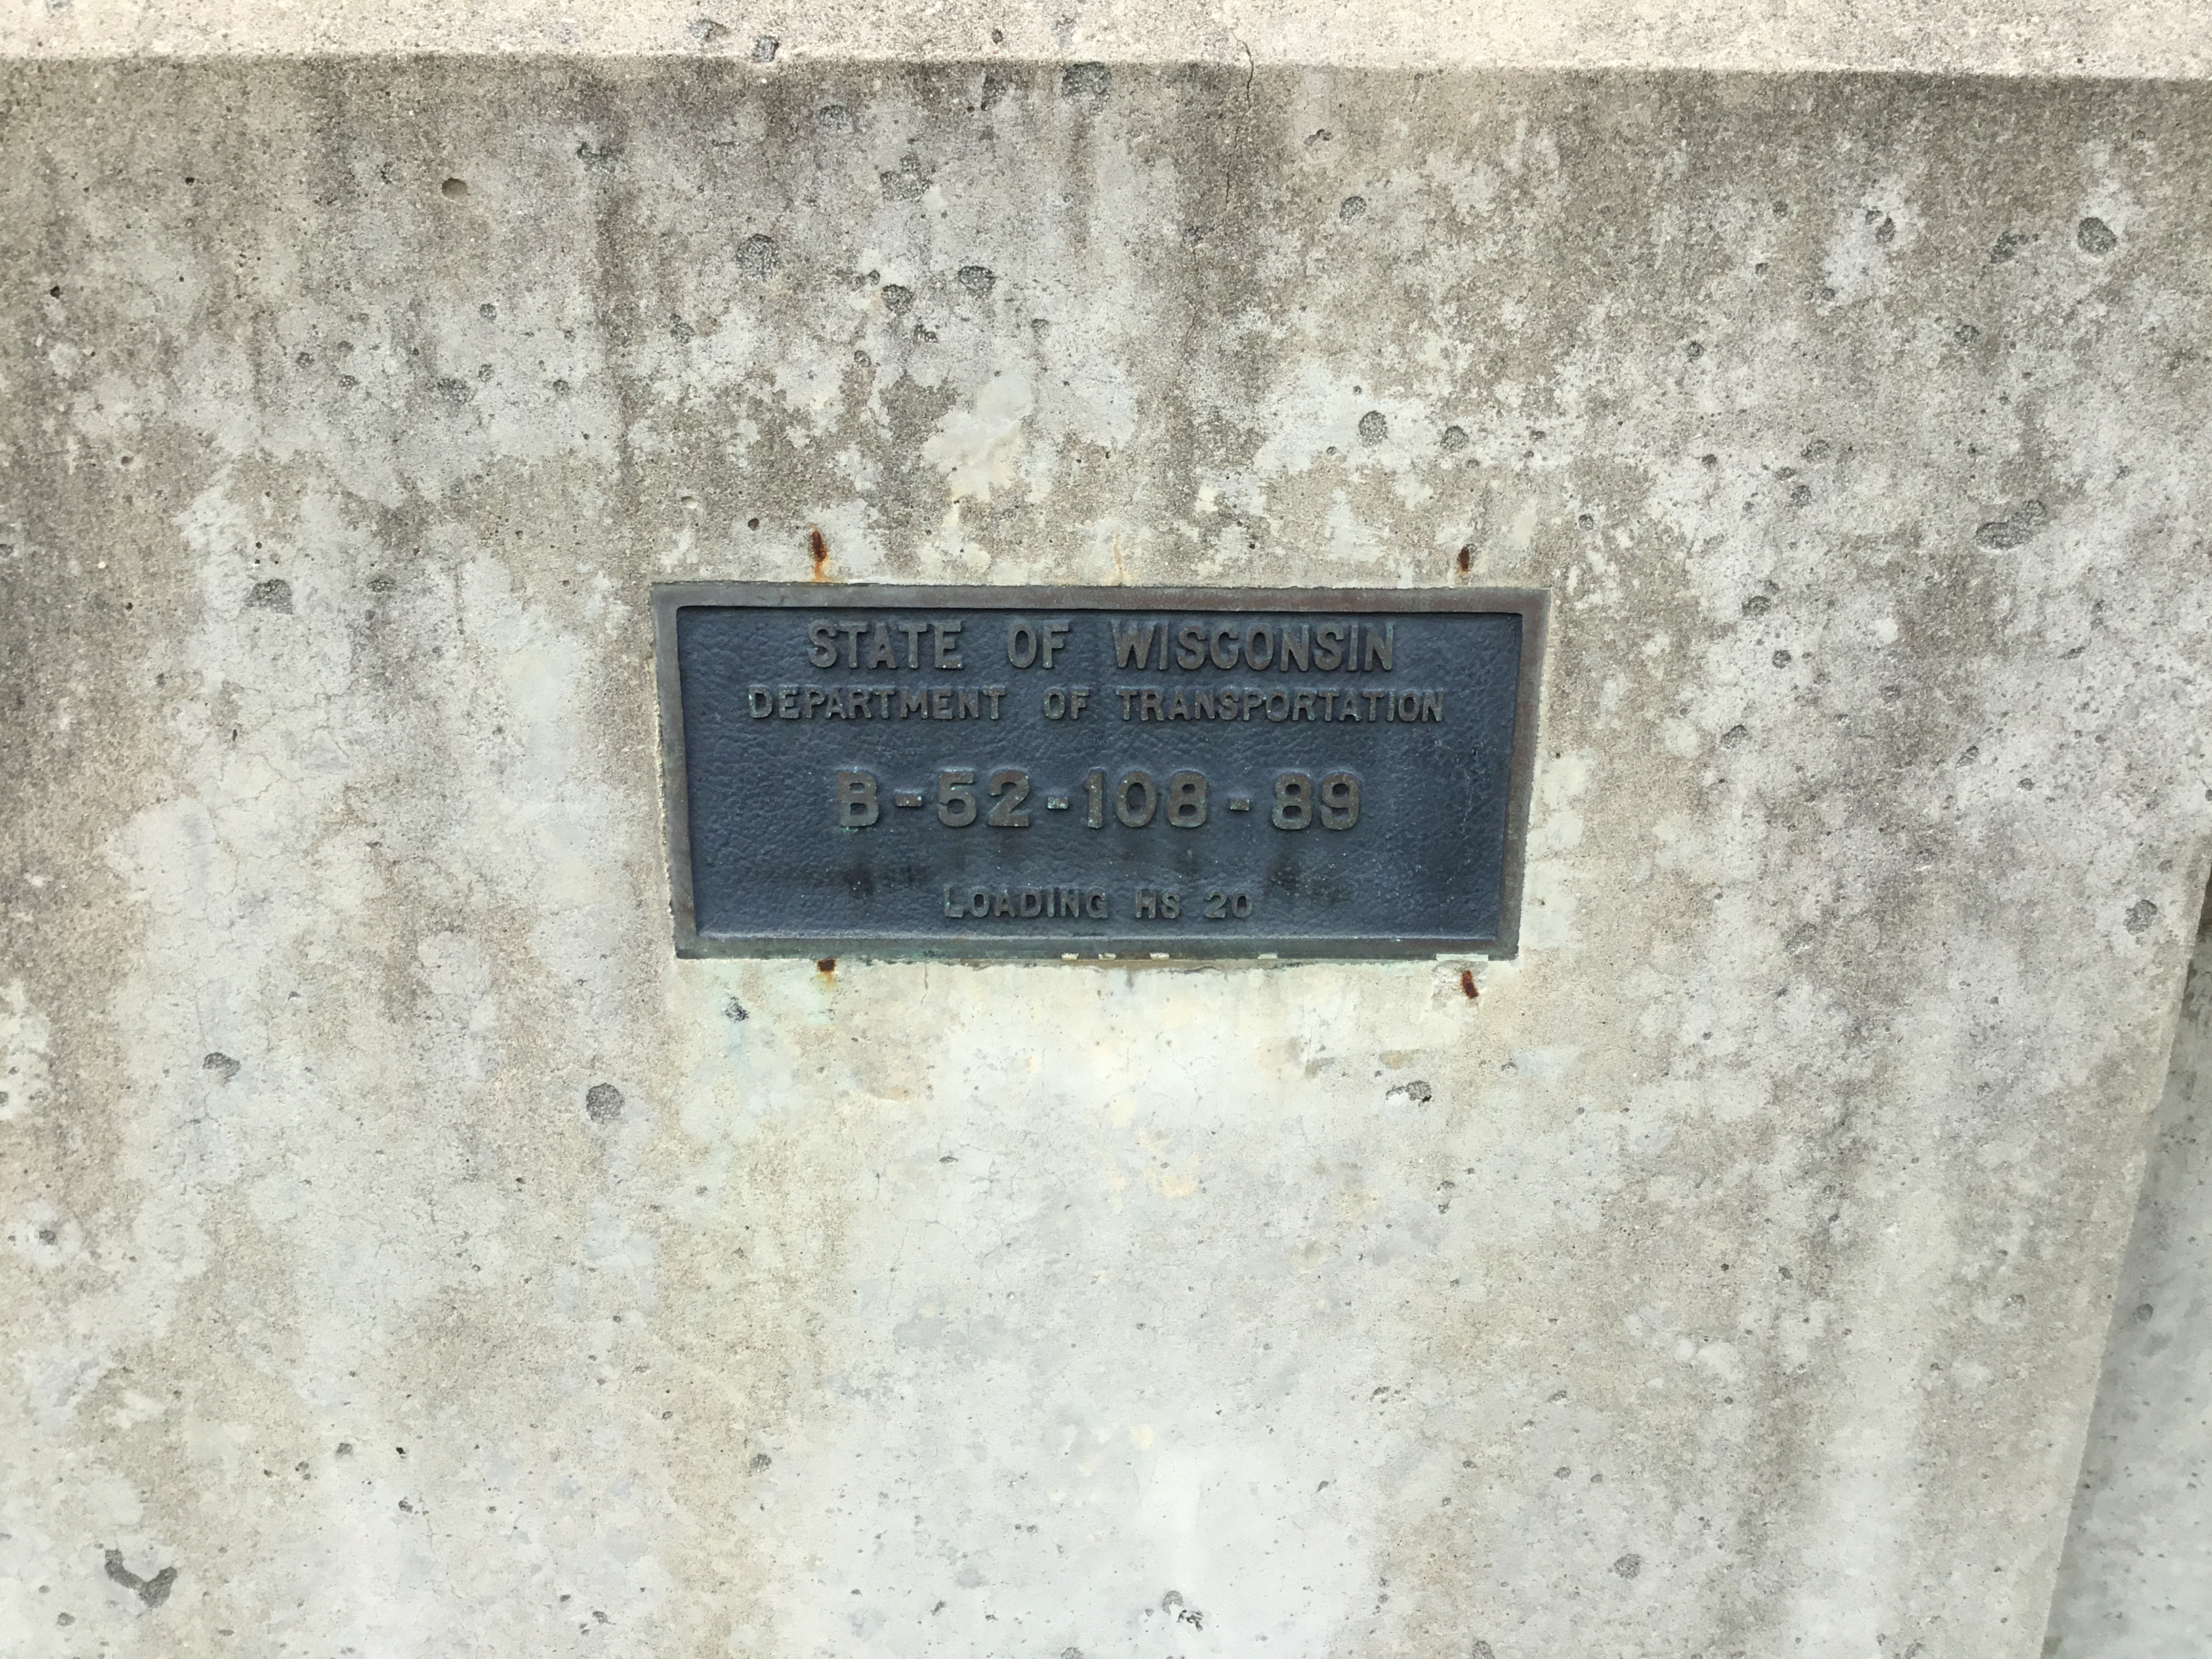 STATE OF WISCONSIN
DEPARTMENT OF TRANSPORTATION
B-52-108-89
LOADING HS 20